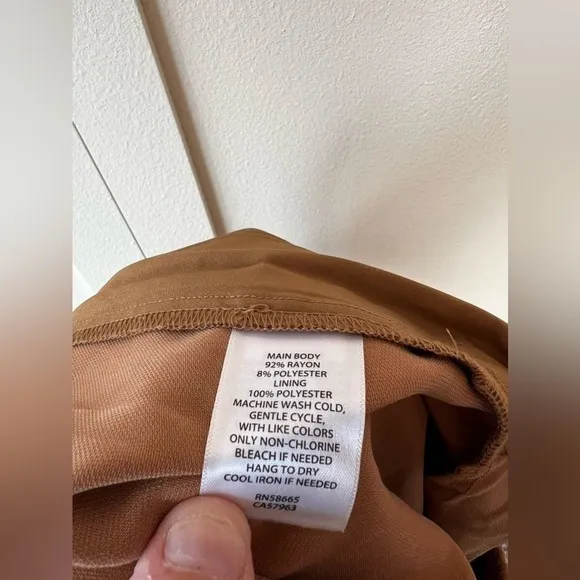 MAIN BODY
92% RAYON
8% POLYESTER
LINING
100% POLYESTER
MACHINE WASH COLD,
GENTLE CYCLE,
WITH LIKE COLORS
ONLY NON-CHLORINE
BLEACH IF NEEDED
HANG TO DRY
COOL IRON IF NEEDED
RN58665
CA57963